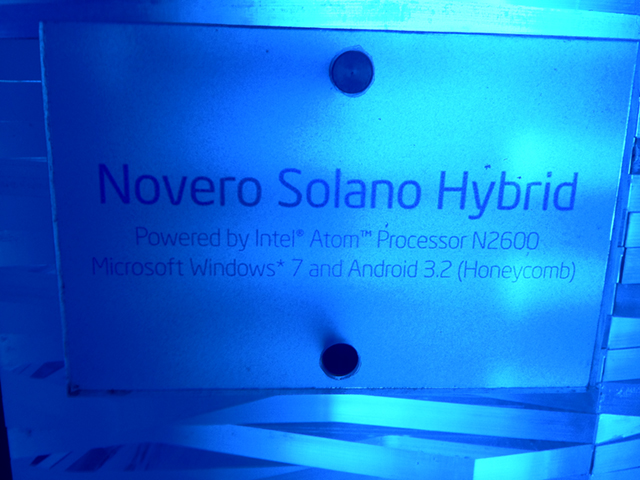 Novero Solano Hybrid
Powered by Intel® Atom™ Processor N2600
Microsoft Windows* 7 and Android 3.2 (Honeycomb)